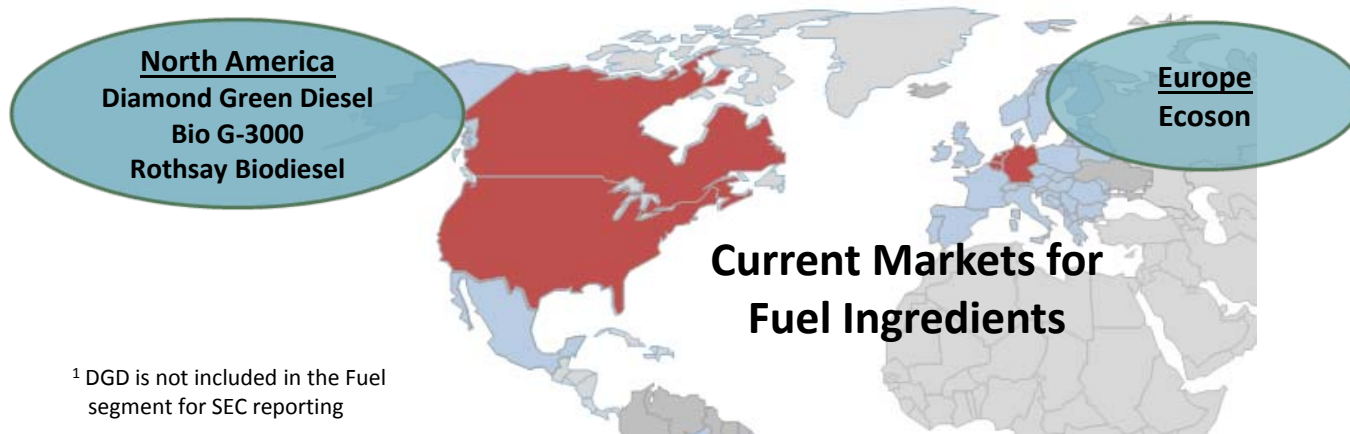 North America
Diamond Green Diesel
Bio G-3000
Rothsay Biodiesel
Europe
Ecoson
Current Markets for
Fuel Ingredients
¹ DGD is not included in the Fuel
segment for SEC reporting